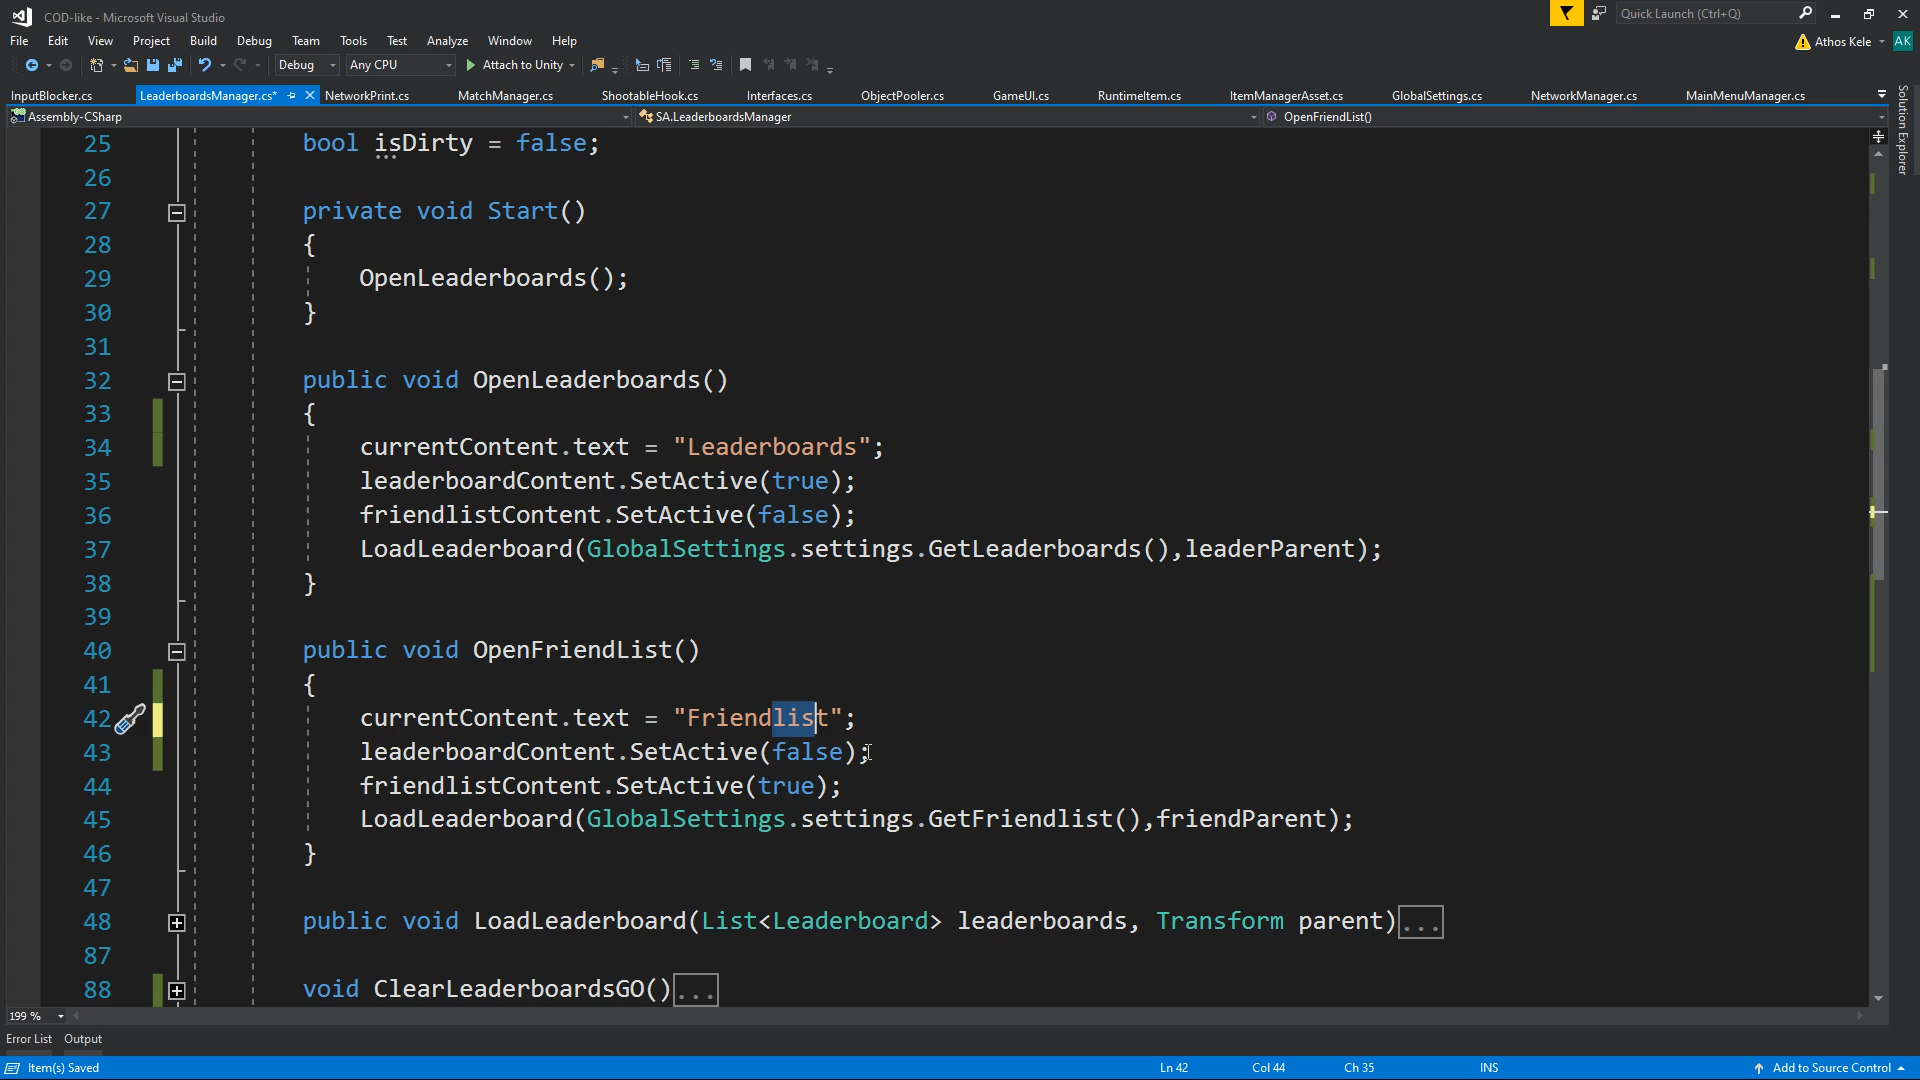 COD-like - Microsoft Visual Studio
Quick Launch (Ctrl+Q)
File Edit View Project Build Debug Team Tools Test Analyze Window Help
Athos Kele AK
Debug Any CPU Attach to Unity
InputBlocker.cs LeaderboardsManager.cs* NetworkPrint.cs MatchManager.cs ShootableHook.cs Interfaces.cs ObjectPooler.cs GameUI.cs RuntimeItem.cs ItemManagerAsset.cs GlobalSettings.cs NetworkManager.cs MainMenuManager.cs
Solution Explorer
Assembly-CSharp SA.LeaderboardsManager OpenFriendList()
25 bool isDirty = false;
26
27 private void Start()
28 {
29 OpenLeaderboards();
30 }
31
32 public void OpenLeaderboards()
33 {
34 currentContent.text = "Leaderboards";
35 leaderboardContent.SetActive(true);
36 friendlistContent.SetActive(false);
37 LoadLeaderboard(GlobalSettings.settings.GetLeaderboards(),leaderParent);
38 }
39
40 public void OpenFriendList()
41 {
42 currentContent.text = "Friendlist";
43 leaderboardContent.SetActive(false);
44 friendlistContent.SetActive(true);
45 LoadLeaderboard(GlobalSettings.settings.GetFriendlist(),friendParent);
46 }
47
48 public void LoadLeaderboard(List<Leaderboard> leaderboards, Transform parent)...
87
88 void ClearLeaderboardsGO()...
199 %
Error List Output
Item(s) Saved Ln 42 Col 44 Ch 35 INS Add to Source Control